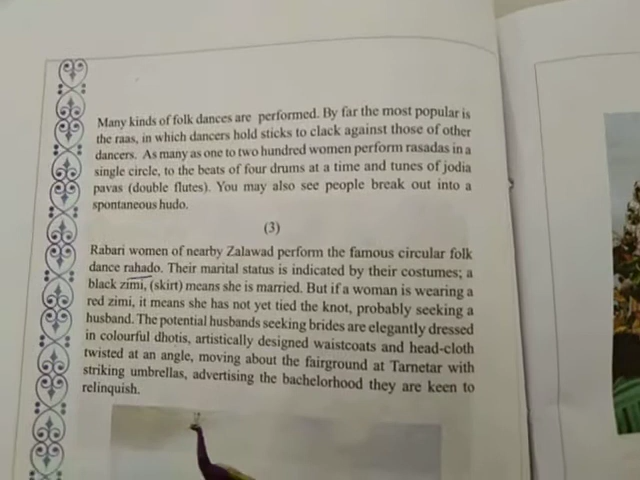 Many kinds of folk dances are performed. By far the most popular is
the raas, in which dancers hold sticks to clack against those of other
dancers. As many as one to two hundred women perform rasadas in a
single circle, to the beats of four drums at a time and tunes of jodia
pavas (double flutes). You may also see people break out into a
spontaneous hudo.
(3)
Rabari women of nearby Zalawad perform the famous circular folk
dance rahado. Their marital status is indicated by their costumes; a
black zimi, (skirt) means she is married. But if a woman is wearing a
red zimi, it means she has not yet tied the knot, probably seeking a
husband. The potential husbands seeking brides are elegantly dressed
in colourful dhotis, artistically designed waistcoats and head-cloth
twisted at an angle, moving about the fairground at Tarnetar with
striking umbrellas, advertising the bachelorhood they are keen to
relinquish.